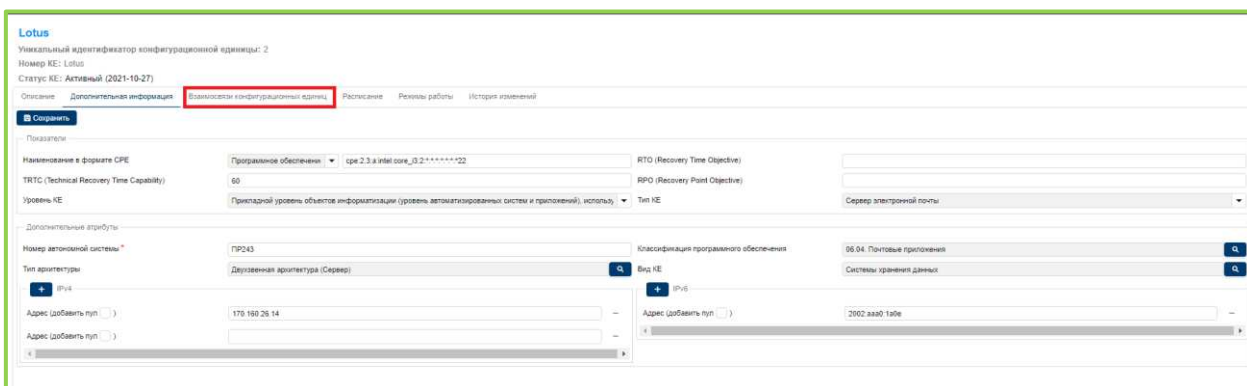 Lotus
Уникальный идентификатор конфигурационной единицы: 2
Номер КЕ: Lotus
Статус КЕ: Активный (2021-10-27)
Описание Дополнительная информация Взаимосвязи конфигурационных единиц Расписание Режимы работы История изменений
Сохранить
Показатели
Наименование в формате CPE Программное обеспечени cpe:2.3:a:intel:core_i3:2:*:*:*:*:*:*:*22 RTO (Recovery Time Objective)
TRTC (Technical Recovery Time Capability) 60 RPO (Recovery Point Objective)
Уровень КЕ Прикладной уровень объектов информатизации (уровень автоматизированных систем и приложений), использу Тип КЕ Сервер электронной почты
Дополнительные атрибуты
Номер автономной системы * ПР243 Классификация программного обеспечения 06.04. Почтовые приложения
Тип архитектуры Двухзвенная архитектура (Сервер) Вид КЕ Системы хранения данных
+ IPv4 + IPv6
Адрес (добавить пул ) 170.160.26.14 – Адрес (добавить пул ) 2002:aaa0:1a0e –
Адрес (добавить пул ) –